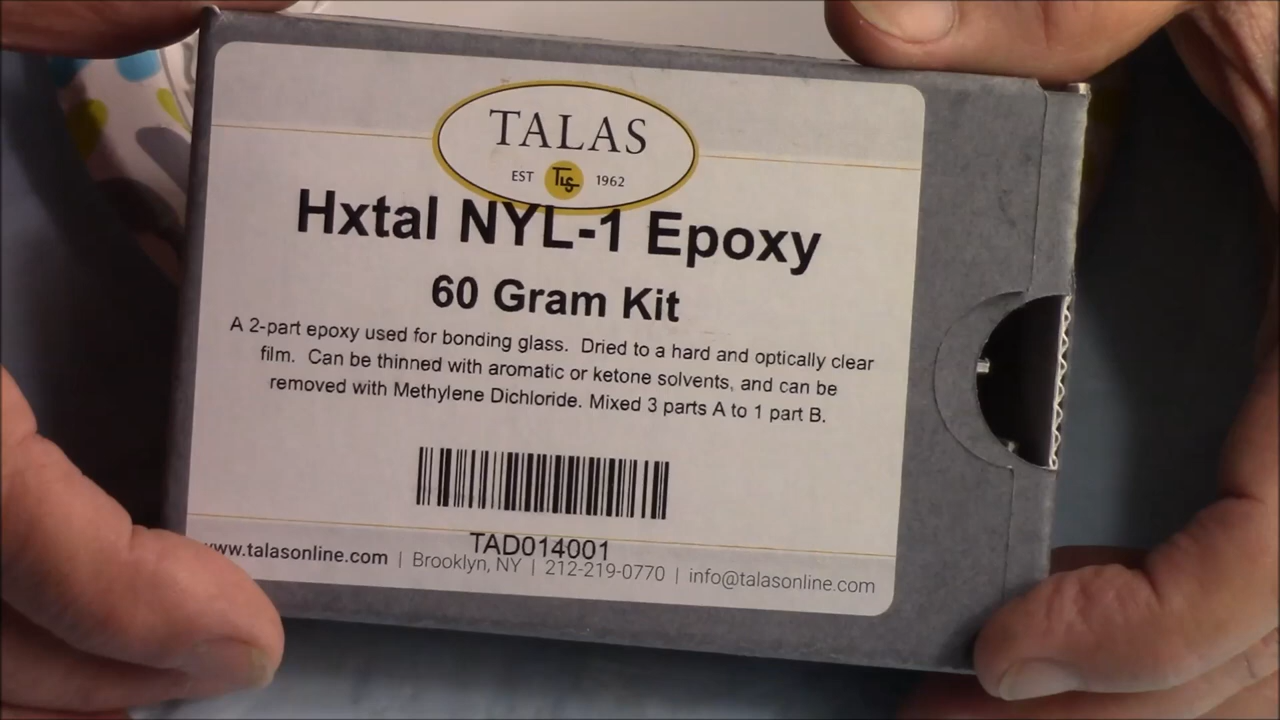 TALAS
EST TLS 1962
Hxtal NYL-1 Epoxy
60 Gram Kit
A 2-part epoxy used for bonding glass. Dried to a hard and optically clear
film. Can be thinned with aromatic or ketone solvents, and can be
removed with Methylene Dichloride. Mixed 3 parts A to 1 part B.
TAD014001
www.talasonline.com | Brooklyn, NY | 212-219-0770 | info@talasonline.com